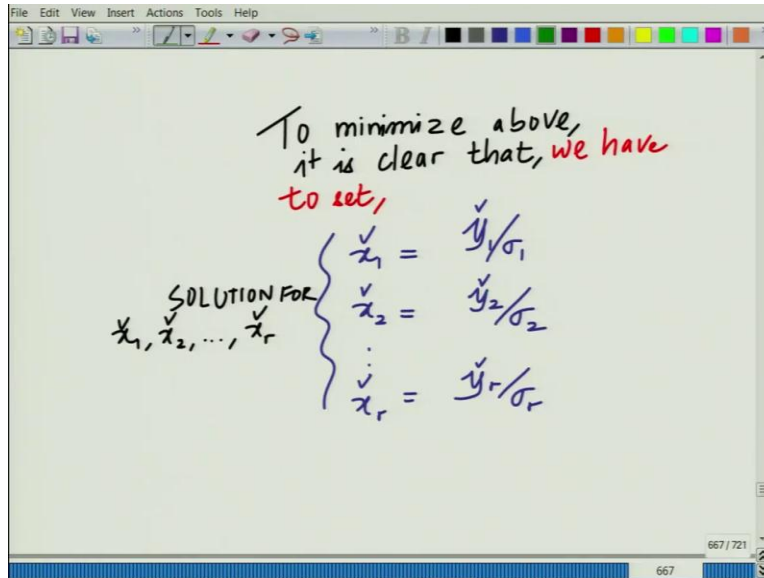 File Edit View Insert Actions Tools Help
To minimize above,
it is clear that, we have
to set,
x̌₁ = y̌₁/σ₁
SOLUTION FOR
x̌₂ = y̌₂/σ₂
x̌₁, x̌₂, ..., x̌ᵣ
⋮
x̌ᵣ = y̌ᵣ/σᵣ
667 / 721
667